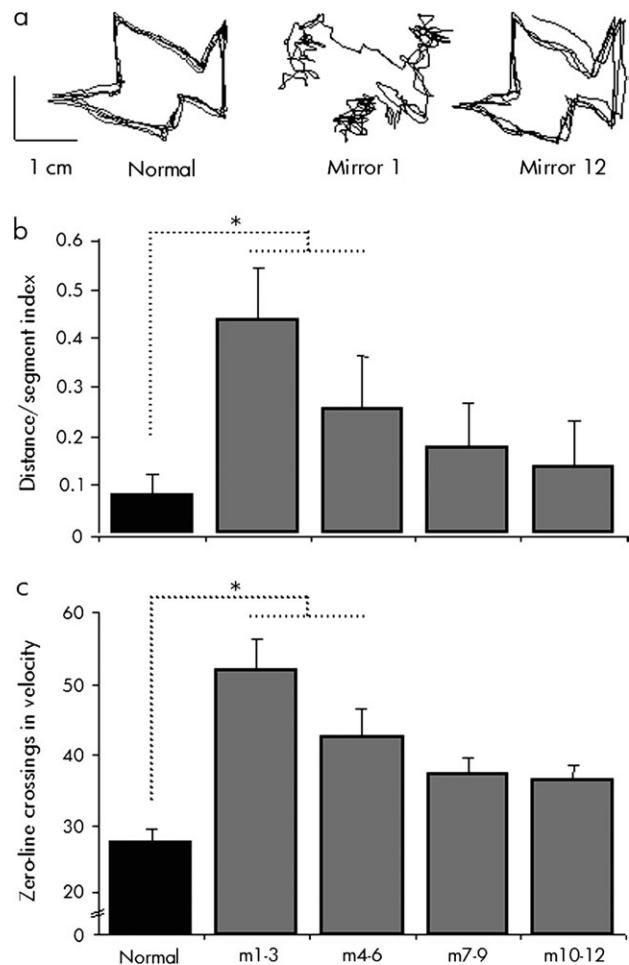 a
1 cm
Normal
Mirror 1
Mirror 12
b
*
0.6
0.5
0.4
0.3
0.2
0.1
0
Distance/segment index
c
*
60
50
40
30
20
0
Zero-line crossings in velocity
Normal
m1-3
m4-6
m7-9
m10-12